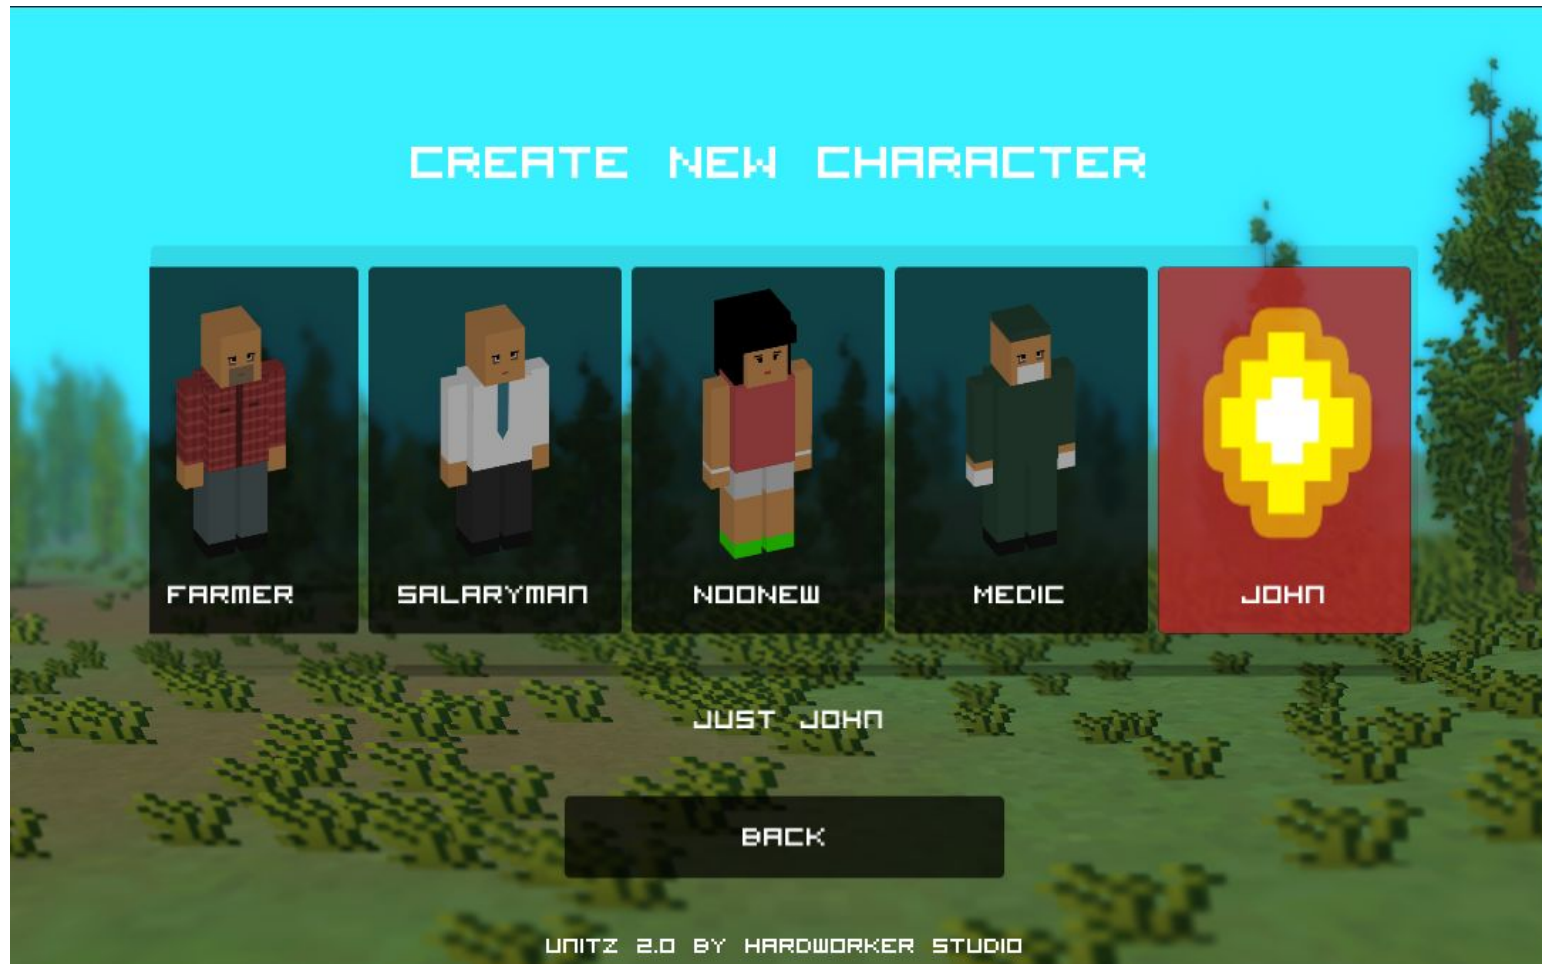 CREATE NEW CHARACTER
FARMER
SALARYMAN
NOONEW
MEDIC
JOHN
JUST JOHN
BACK
UNITZ 2.0 BY HARDWORKER STUDIO